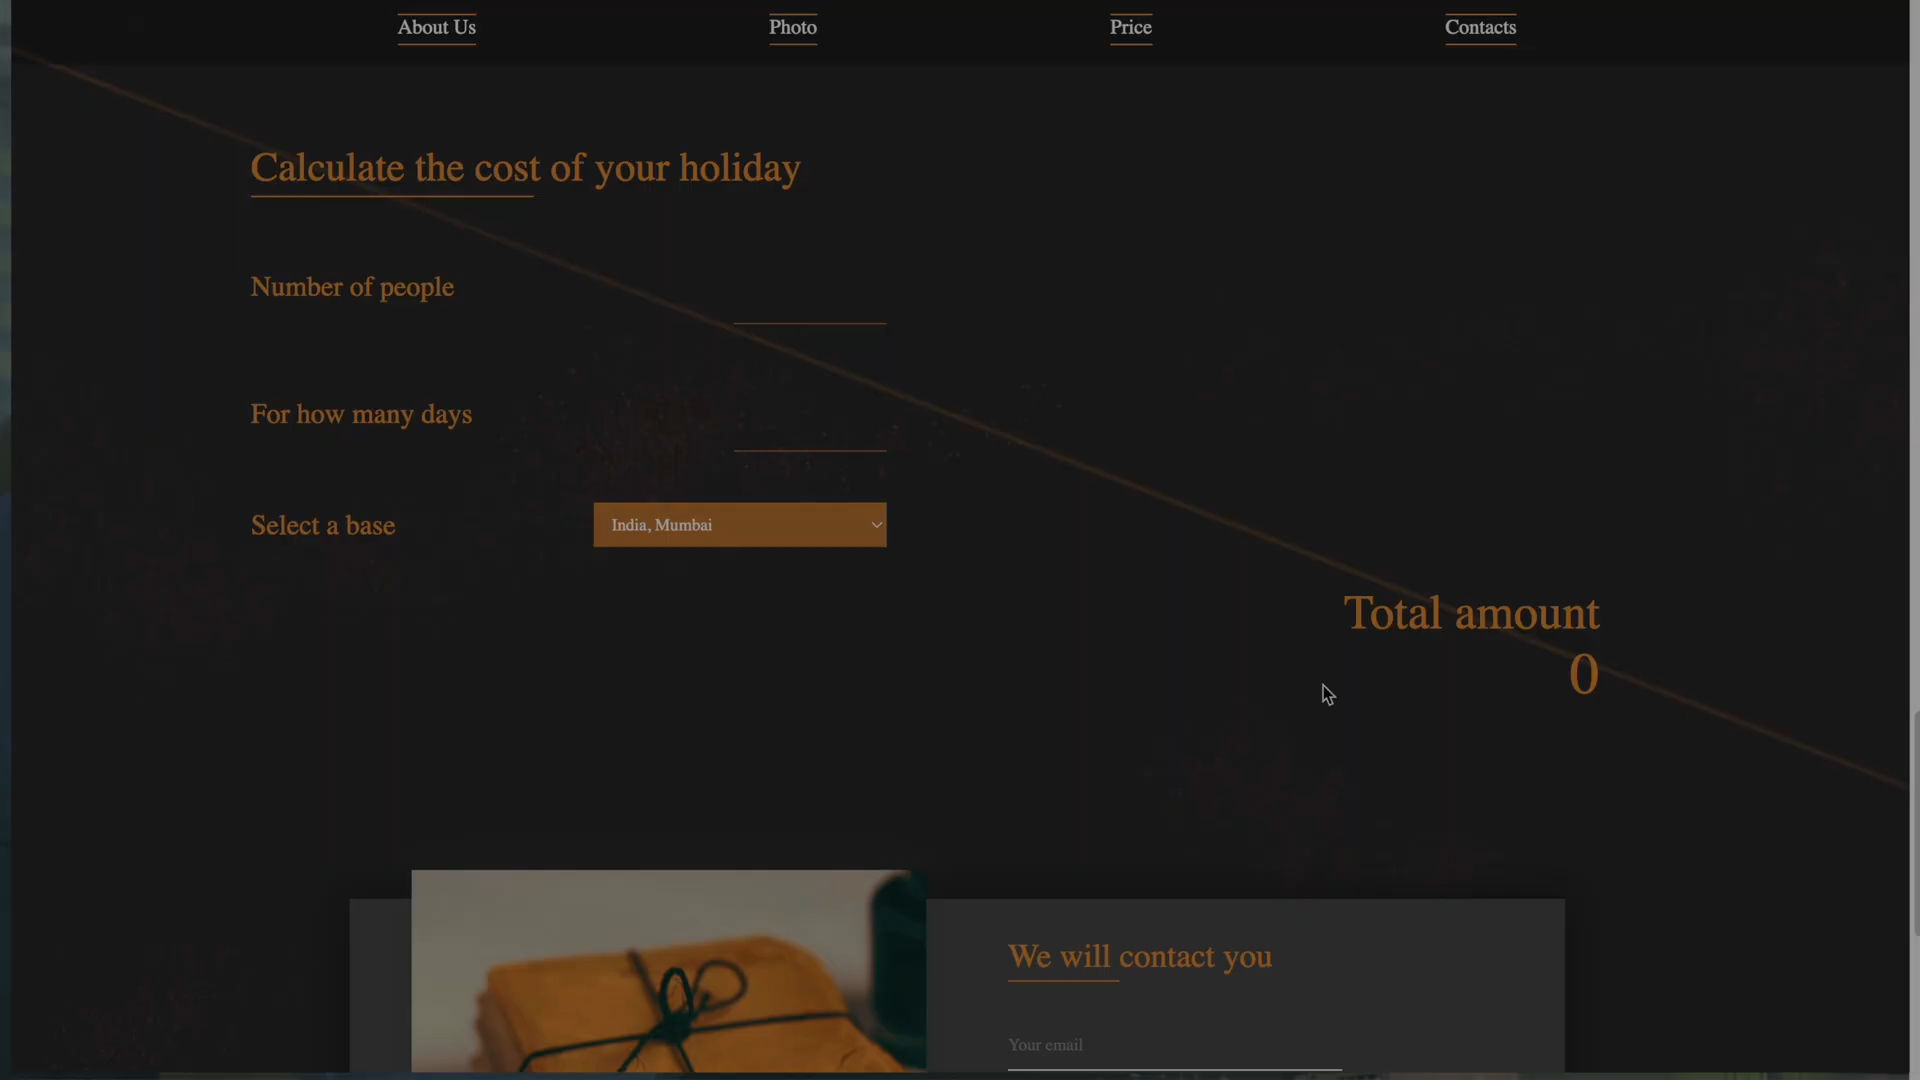 About Us
Photo
Price
Contacts
Calculate the cost of your holiday
Number of people
For how many days
Select a base
India, Mumbai
Total amount
0
We will contact you
Your email